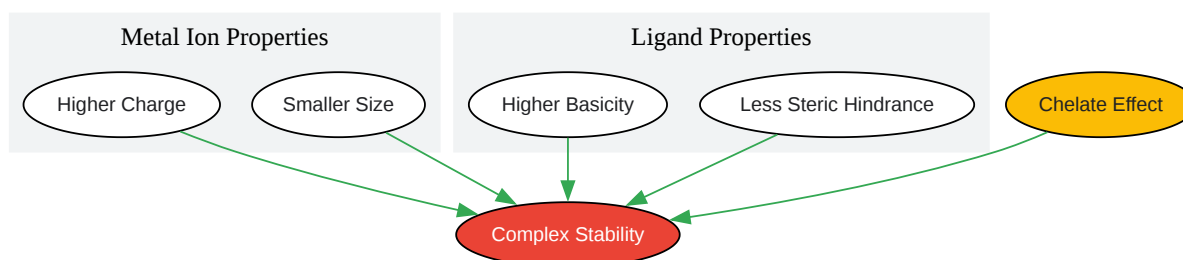 Metal Ion Properties
Ligand Properties
Higher Charge
Smaller Size
Higher Basicity
Less Steric Hindrance
Chelate Effect
Complex Stability